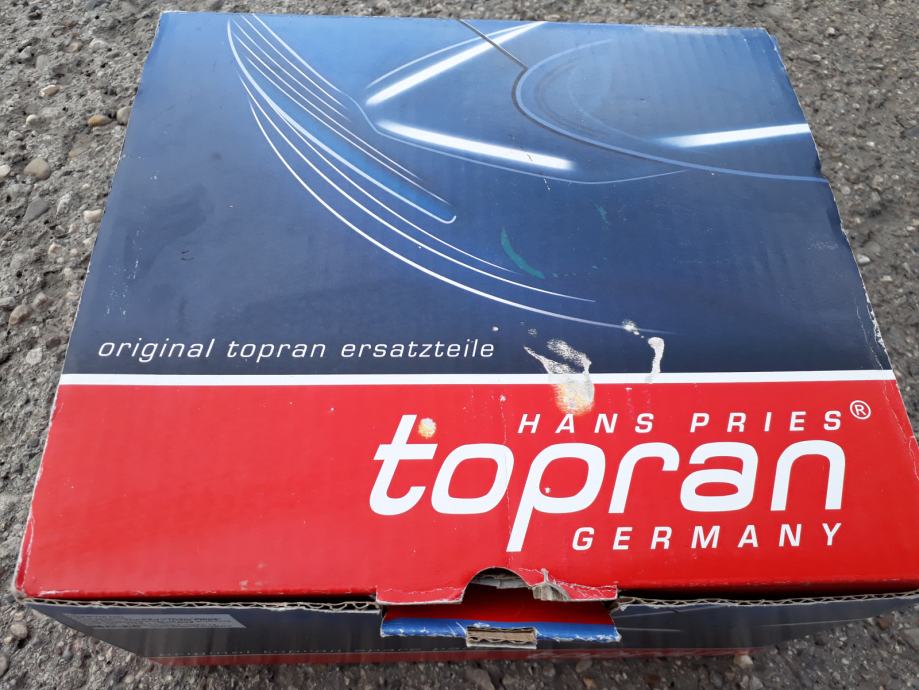 original topran ersatzteile
HANS PRIES®
topran
GERMANY